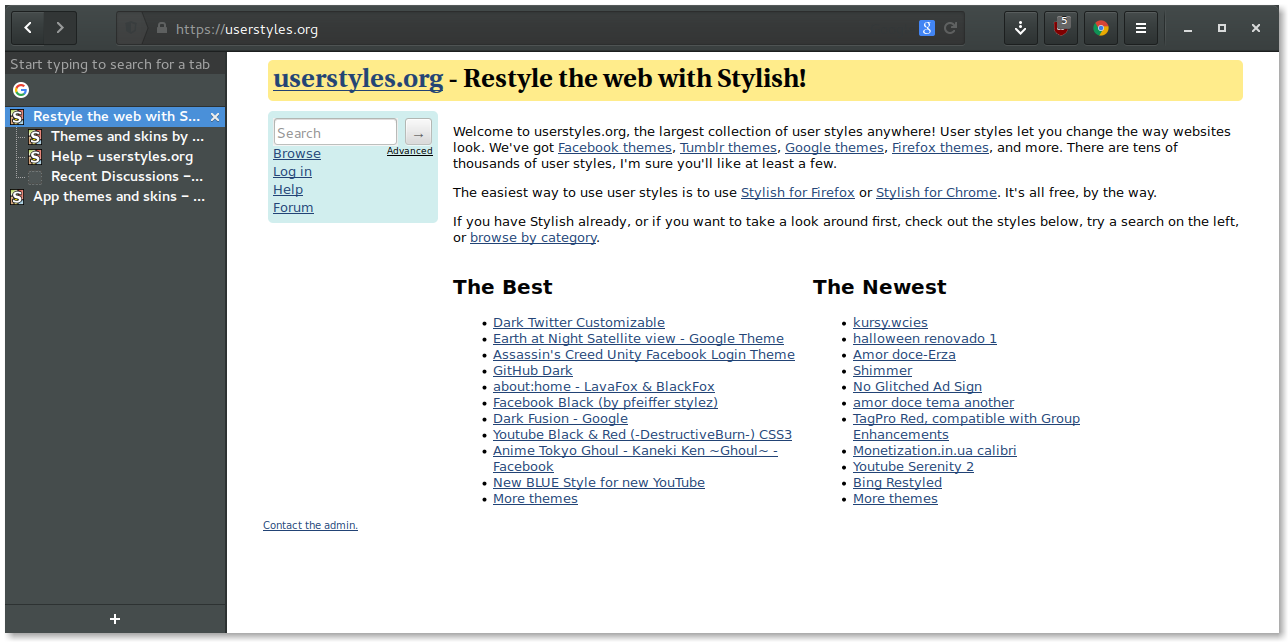 https://userstyles.org
5
Start typing to search for a tab
Restyle the web with S...
Themes and skins by ...
Help – userstyles.org
Recent Discussions –...
App themes and skins – ...
userstyles.org - Restyle the web with Stylish!
Search →
Advanced
Browse
Log in
Help
Forum
Welcome to userstyles.org, the largest collection of user styles anywhere! User styles let you change the way websites
look. We've got Facebook themes, Tumblr themes, Google themes, Firefox themes, and more. There are tens of
thousands of user styles, I'm sure you'll like at least a few.
The easiest way to use user styles is to use Stylish for Firefox or Stylish for Chrome. It's all free, by the way.
If you have Stylish already, or if you want to take a look around first, check out the styles below, try a search on the left,
or browse by category.
The Best
Dark Twitter Customizable
Earth at Night Satellite view - Google Theme
Assassin's Creed Unity Facebook Login Theme
GitHub Dark
about:home - LavaFox & BlackFox
Facebook Black (by pfeiffer stylez)
Dark Fusion - Google
Youtube Black & Red (-DestructiveBurn-) CSS3
Anime Tokyo Ghoul - Kaneki Ken ~Ghoul~ -
Facebook
New BLUE Style for new YouTube
More themes
The Newest
kursy.wcies
halloween renovado 1
Amor doce-Erza
Shimmer
No Glitched Ad Sign
amor doce tema another
TagPro Red, compatible with Group
Enhancements
Monetization.in.ua calibri
Youtube Serenity 2
Bing Restyled
More themes
Contact the admin.